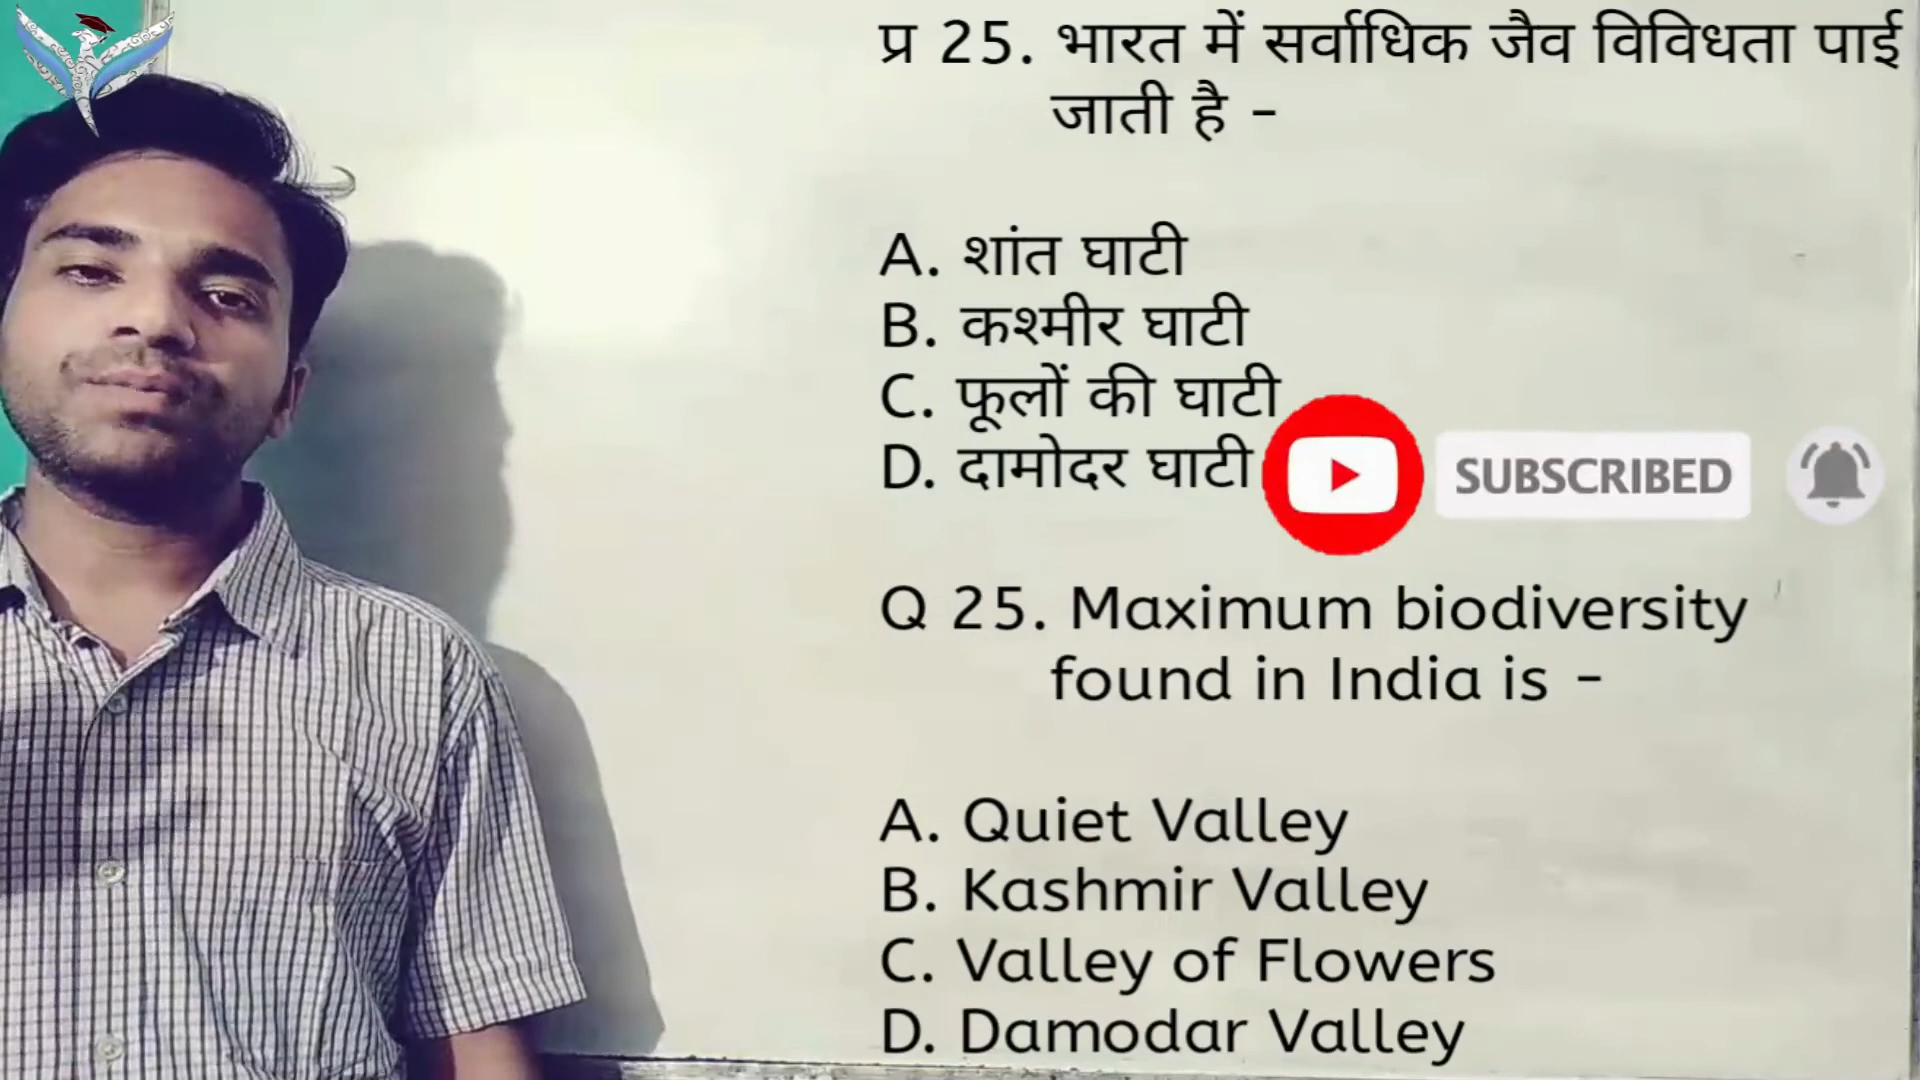 प्र 25. भारत में सर्वाधिक जैव विविधता पाई
जाती है -
A. शांत घाटी
B. कश्मीर घाटी
C. फूलों की घाटी
D. दामोदर घाटी
SUBSCRIBED
Q 25. Maximum biodiversity
found in India is -
A. Quiet Valley
B. Kashmir Valley
C. Valley of Flowers
D. Damodar Valley